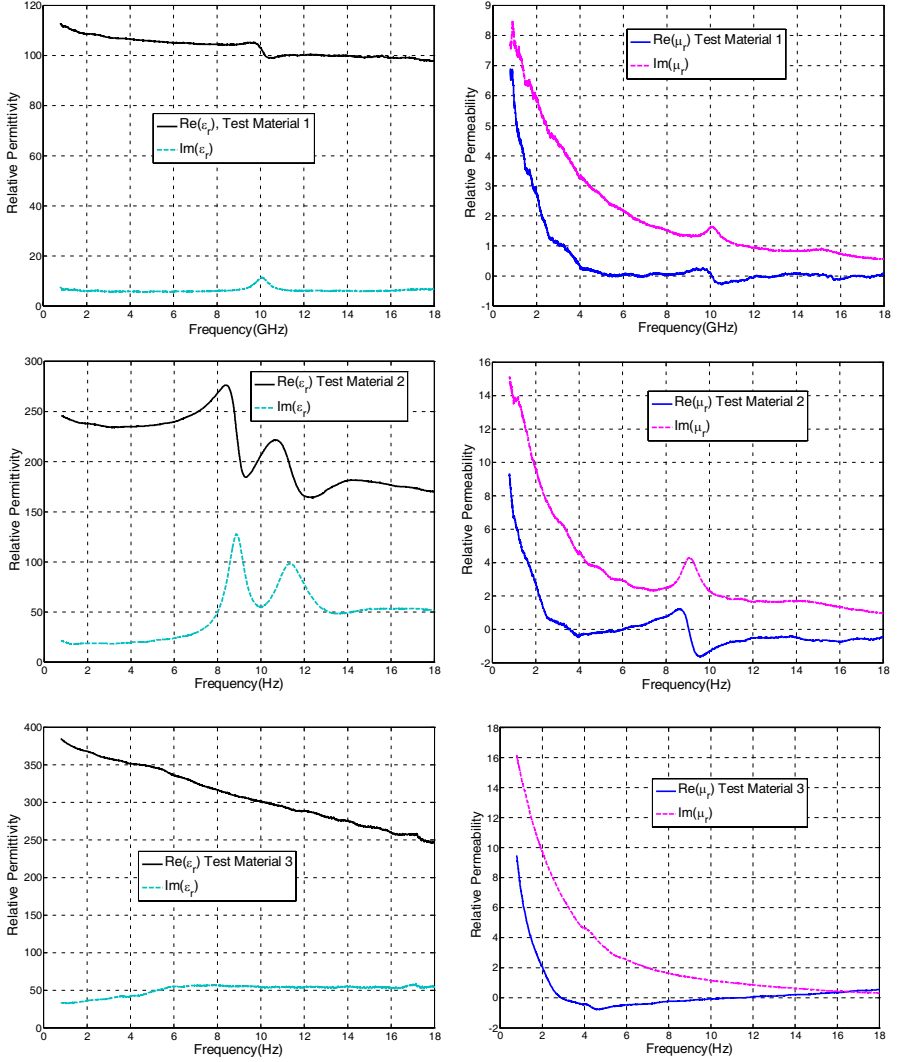 120
100
80
60
40
20
0
Relative Permittivity
Re(εr), Test Material 1
Im(εr)
0 2 4 6 8 10 12 14 16 18
Frequency(GHz)
9
8
7
6
5
4
3
2
1
0
-1
Relative Permeability
Re(μr) Test Material 1
Im(μr)
0 2 4 6 8 10 12 14 16 18
Frequency(GHz)
300
250
200
150
100
50
0
Relative Permittivity
Re(εr) Test Material 2
Im(εr)
0 2 4 6 8 10 12 14 16 18
Frequency(Hz)
16
14
12
10
8
6
4
2
0
-2
Relative Permeability
Re(μr) Test Material 2
Im(μr)
0 2 4 6 8 10 12 14 16 18
Frequency(Hz)
400
350
300
250
200
150
100
50
0
Relative Permittivity
Re(εr) Test Material 3
Im(εr)
0 2 4 6 8 10 12 14 16 18
Frequency(Hz)
18
16
14
12
10
8
6
4
2
0
-2
Relative Permeability
Re(μr) Test Material 3
Im(μr)
0 2 4 6 8 10 12 14 16 18
Frequency(Hz)